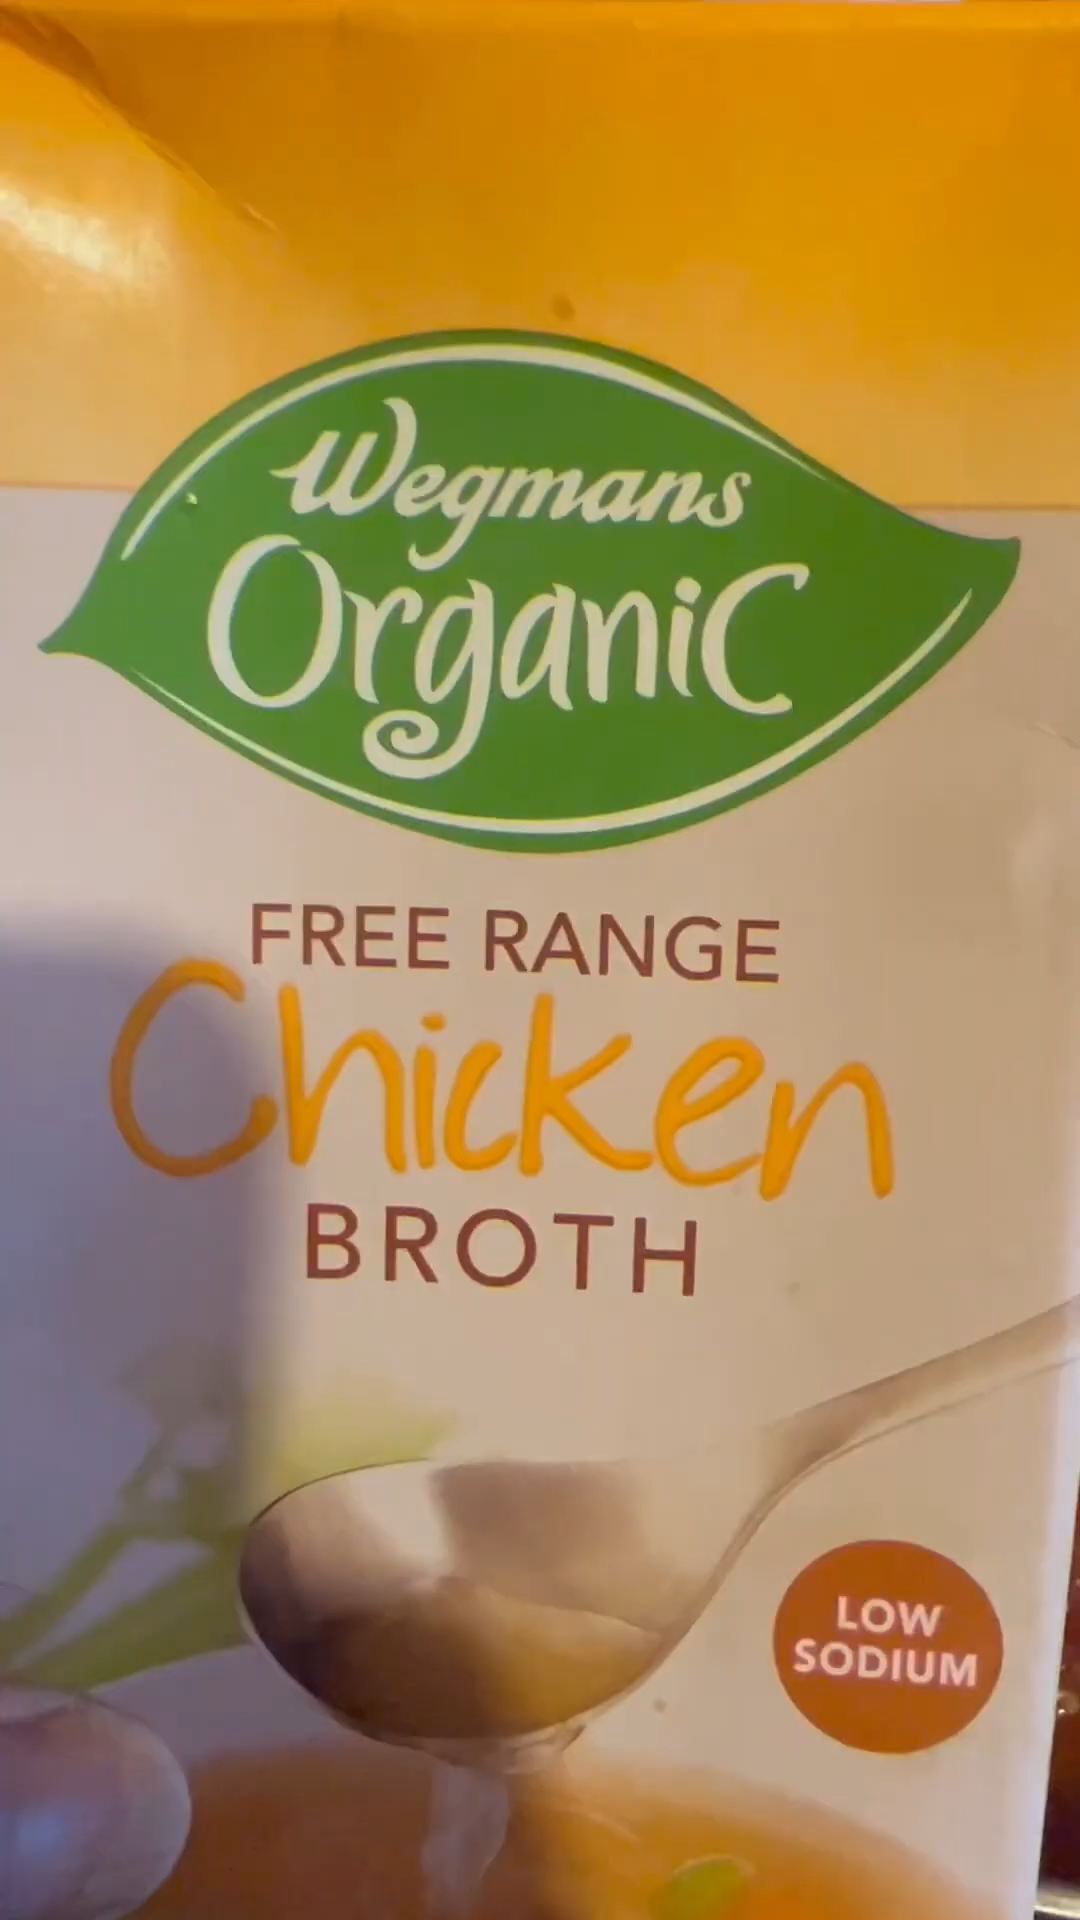 Wegmans
Organic
FREE RANGE
Chicken
BROTH
LOW
SODIUM